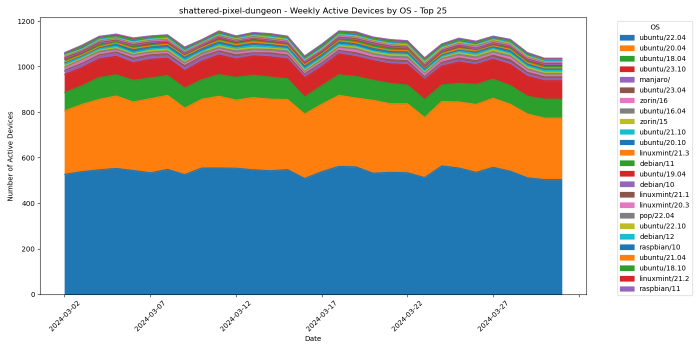 shattered-pixel-dungeon - Weekly Active Devices by OS - Top 25
1200
1000
800
600
400
200
0
Number of Active Devices
2024-03-02
2024-03-07
2024-03-12
2024-03-17
2024-03-22
2024-03-27
Date
OS
ubuntu/22.04
ubuntu/20.04
ubuntu/18.04
ubuntu/23.10
manjaro/
ubuntu/23.04
zorin/16
ubuntu/16.04
zorin/15
ubuntu/21.10
ubuntu/20.10
linuxmint/21.3
debian/11
ubuntu/19.04
debian/10
linuxmint/21.1
linuxmint/20.3
pop/22.04
ubuntu/22.10
debian/12
raspbian/10
ubuntu/21.04
ubuntu/18.10
linuxmint/21.2
raspbian/11